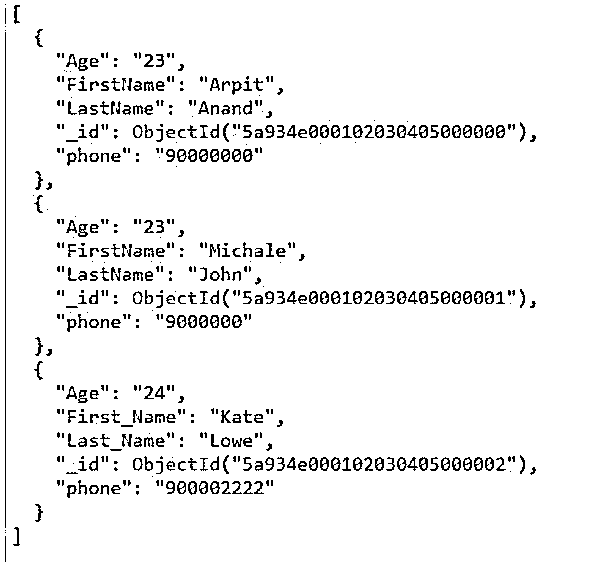 [
{
"Age": "23",
"FirstName": "Arpit",
"LastName": "Anand",
"_id": ObjectId("5a934e000102030405000000"),
"phone": "90000000"
},
{
"Age": "23",
"FirstName": "Michale",
"LastName": "John",
"_id": ObjectId("5a934e000102030405000001"),
"phone": "9000000"
},
{
"Age": "24",
"First_Name": "Kate",
"Last_Name": "Lowe",
"_id": ObjectId("5a934e000102030405000002"),
"phone": "900002222"
}
]